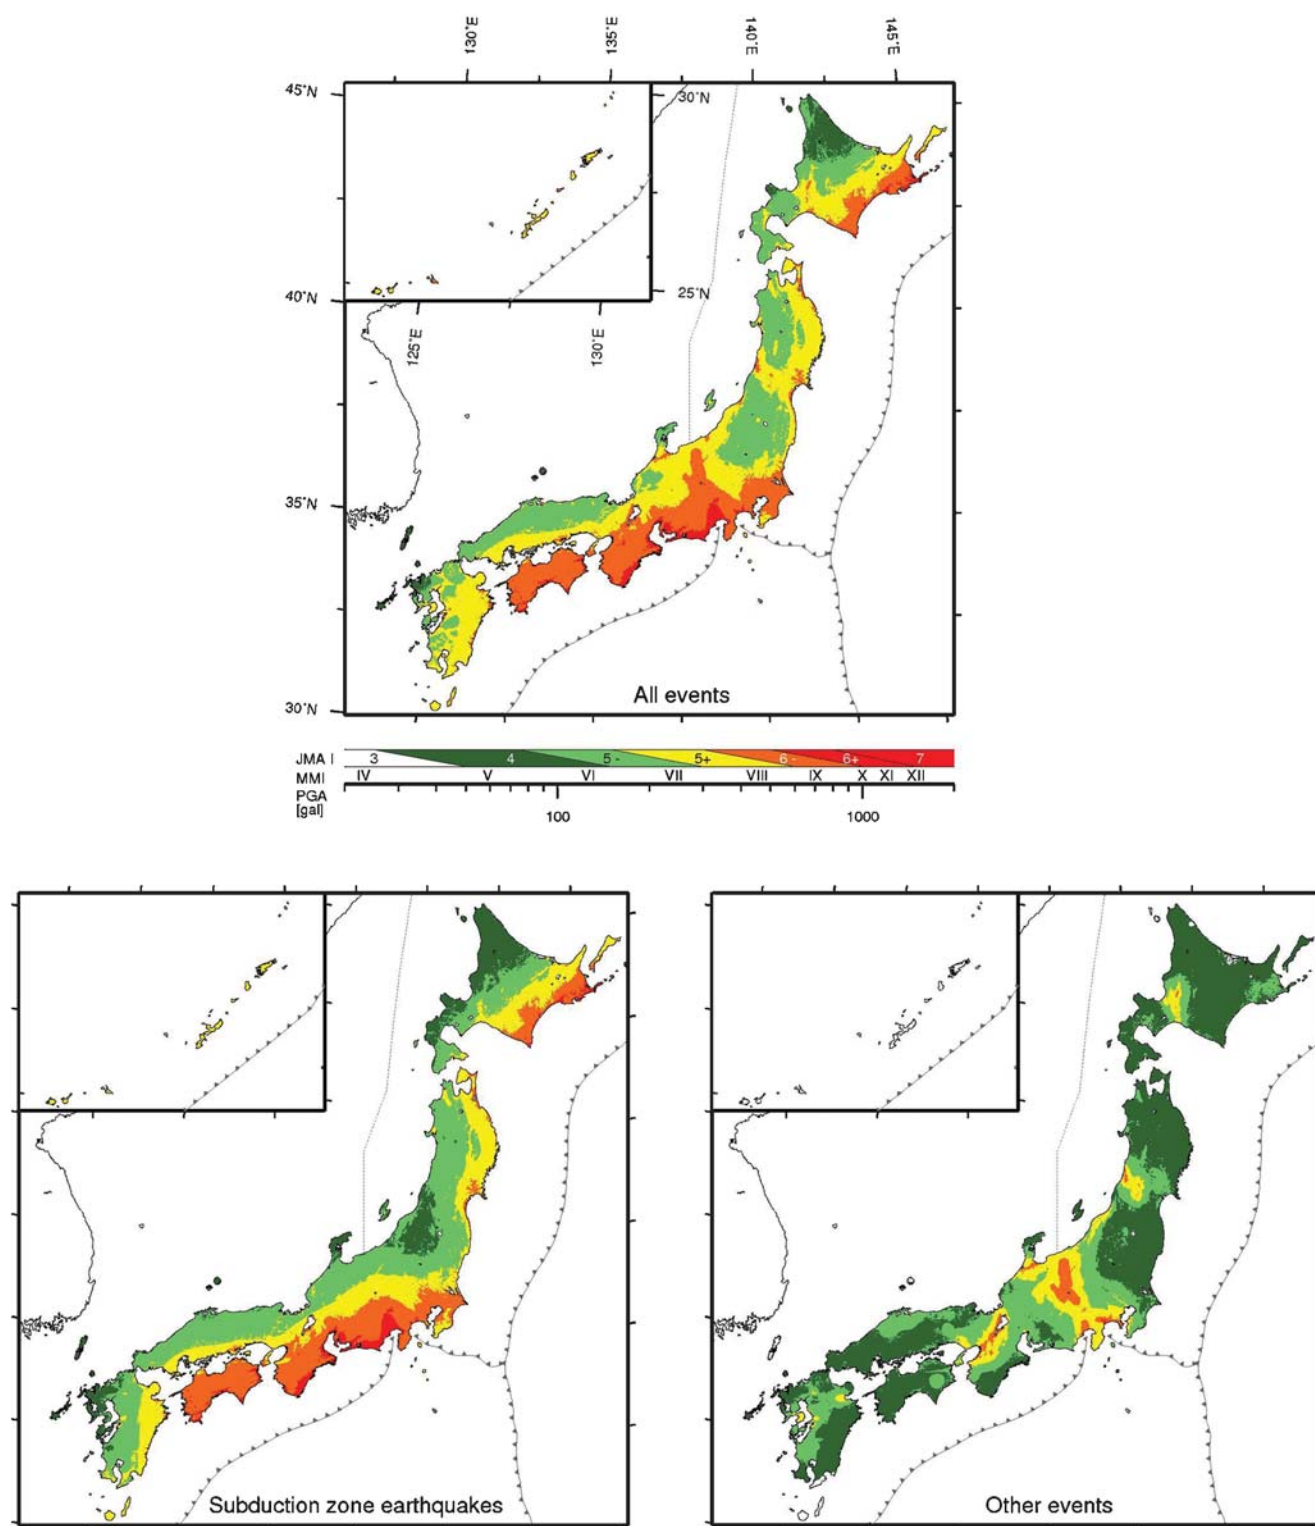 130°E 135°E 140°E 145°E
45°N
30°N
40°N
25°N
125°E 130°E
35°N
30°N
All events
JMA I 3 4 5 - 5+ 6 - 6+ 7
MMI IV V VI VII VIII IX X XI XII
PGA
[gal] 100 1000
Subduction zone earthquakes
Other events